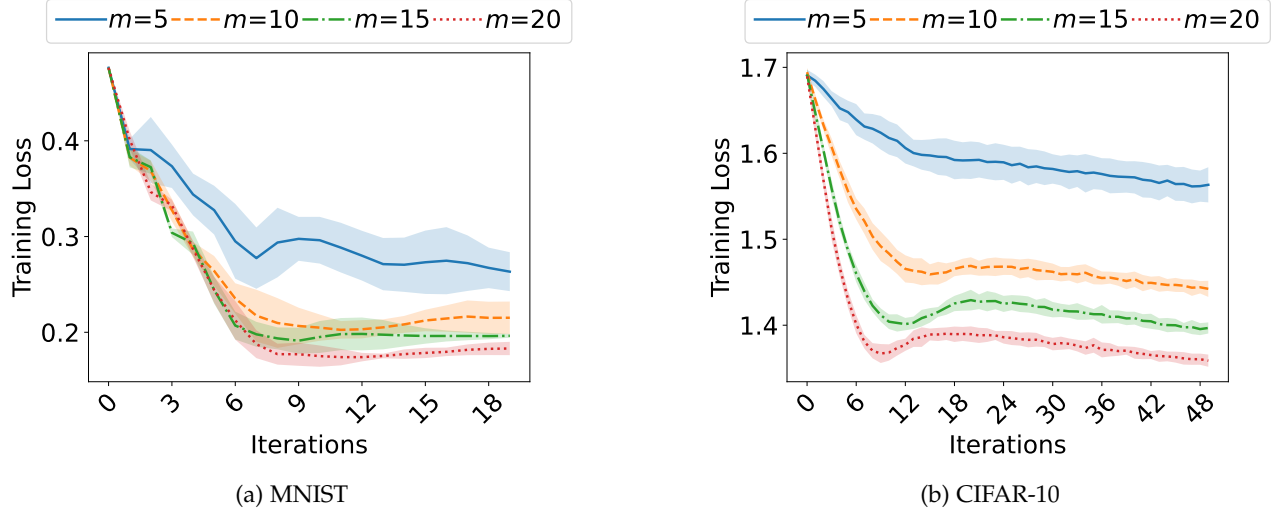 m=5 m=10 m=15 m=20
Training Loss
0.4
0.3
0.2
0 3 6 9 12 15 18
Iterations
(a) MNIST
m=5 m=10 m=15 m=20
Training Loss
1.7
1.6
1.5
1.4
0 6 12 18 24 30 36 42 48
Iterations
(b) CIFAR-10